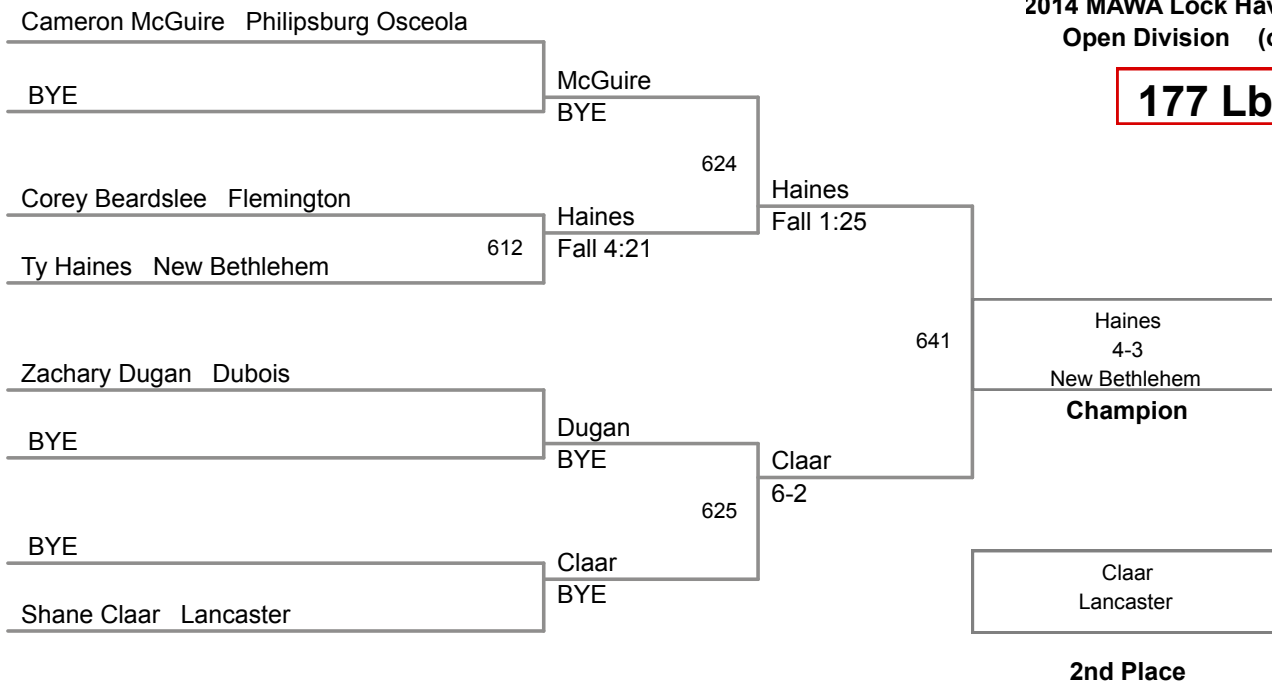 2014 MAWA Lock Hav
Open Division (
177 Lb
Cameron McGuire Philipsburg Osceola
BYE
McGuire
BYE
624
Corey Beardslee Flemington
Haines
Fall 4:21
612
Ty Haines New Bethlehem
Haines
Fall 1:25
641
Haines
4-3
New Bethlehem
Champion
Zachary Dugan Dubois
BYE
Dugan
BYE
625
Claar
6-2
BYE
Claar
BYE
Shane Claar Lancaster
Claar
Lancaster
2nd Place